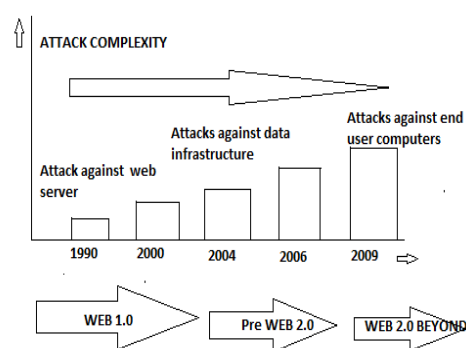 ATTACK COMPLEXITY
Attacks against end
user computers
Attacks against data
infrastructure
Attack against web
server
1990
2000
2004
2006
2009
WEB 1.0
Pre WEB 2.0
WEB 2.0 BEYOND